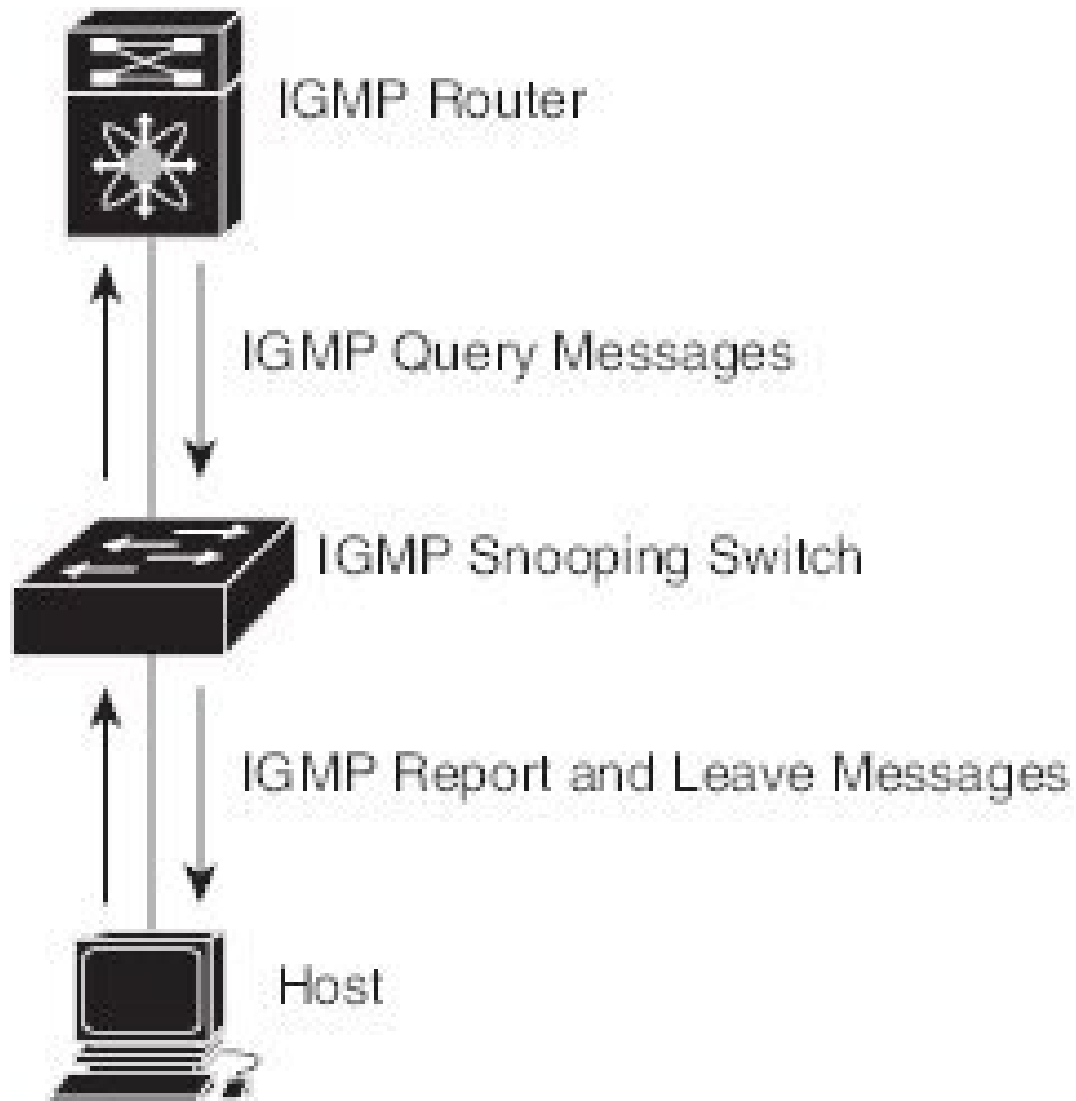 IGMP Router
IGMP Query Messages
IGMP Snooping Switch
IGMP Report and Leave Messages
Host